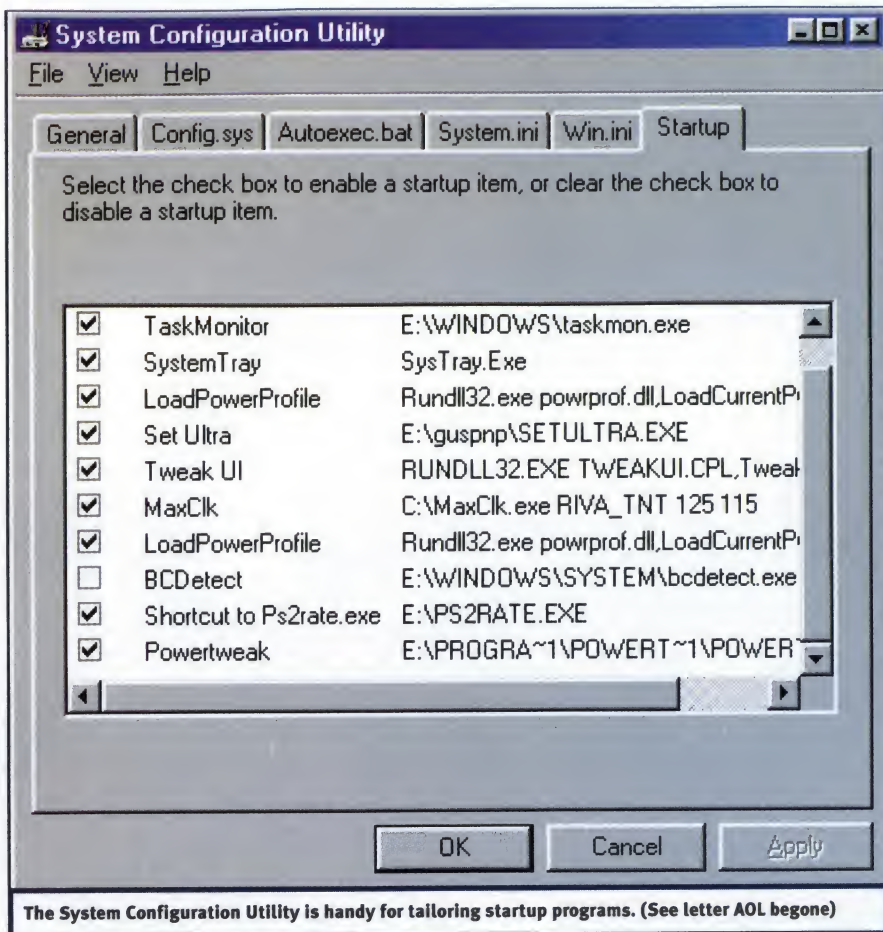 System Configuration Utility
File View Help
General Config.sys Autoexec.bat System.ini Win.ini Startup
Select the check box to enable a startup item, or clear the check box to
disable a startup item.
TaskMonitor E:\WINDOWS\taskmon.exe
SystemTray SysTray.Exe
LoadPowerProfile Rundll32.exe powrprof.dll,LoadCurrentP
Set Ultra E:\guspnp\SETULTRA.EXE
Tweak UI RUNDLL32.EXE TWEAKUI.CPL,Tweak
MaxClk C:\MaxClk.exe RIVA_TNT 125 115
LoadPowerProfile Rundll32.exe powrprof.dll,LoadCurrentP
BCDetect E:\WINDOWS\SYSTEM\bcdetect.exe
Shortcut to Ps2rate.exe E:\PS2RATE.EXE
Powertweak E:\PROGRA~1\POWERT~1\POWERT
OK Cancel Apply
The System Configuration Utility is handy for tailoring startup programs. (See letter AOL begone)